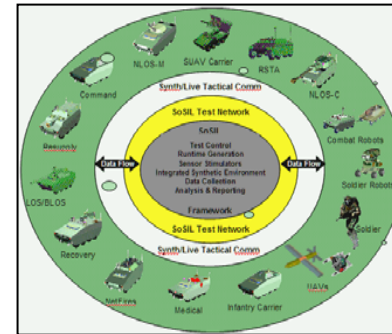 NLOS-M
SUAV Carrier
RSTA
NLOS-C
Command
Combat Robots
Resupply
Soldier Robots
LOS/BLOS
Soldier
Recovery
UAVs
NetFires
Medical
Infantry Carrier
Synth/Live Tactical Comm
SoSIL Test Network
SoSIL
Test Control
Runtime Generation
Sensor Stimulators
Integrated Synthetic Environment
Data Collection
Analysis & Reporting
Framework
Data Flow
Data Flow
SoSIL Test Network
Synth/Live Tactical Comm